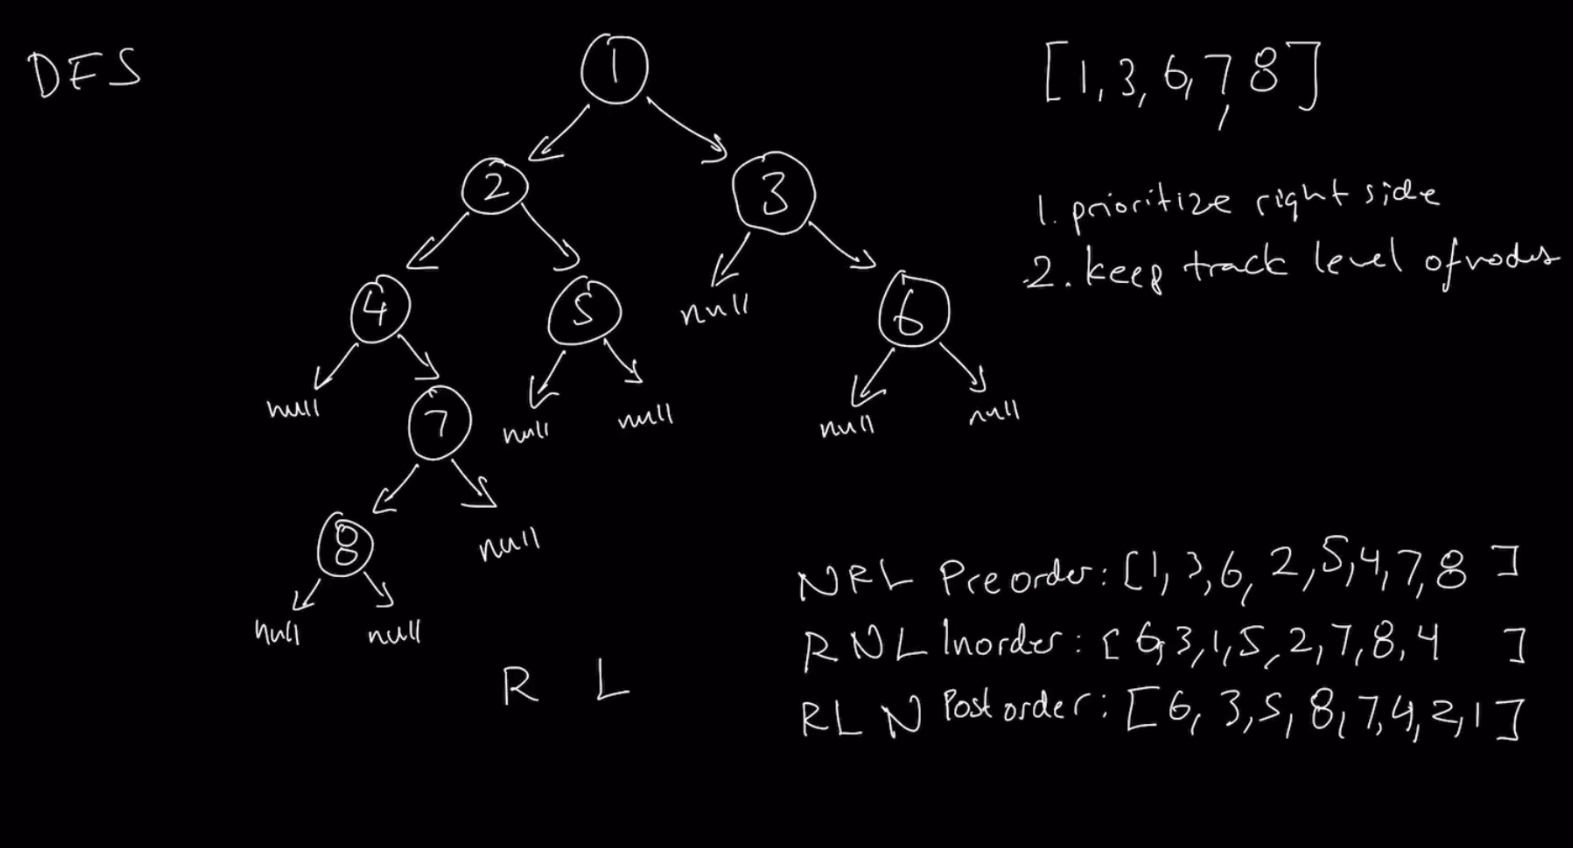 DFS
1
[1, 3, 6, 7, 8]
2
3
1. prioritize right side
2. keep track level of nodes
4
5
null
6
null
7
null
null
null
null
8
null
null
null
NRL Preorder: [1, 3, 6, 2, 5, 4, 7, 8 ]
RNL Inorder: [ 6, 3, 1, 5, 2, 7, 8, 4 ]
R L
RLN Postorder: [ 6, 3, 5, 8, 7, 4, 2, 1 ]